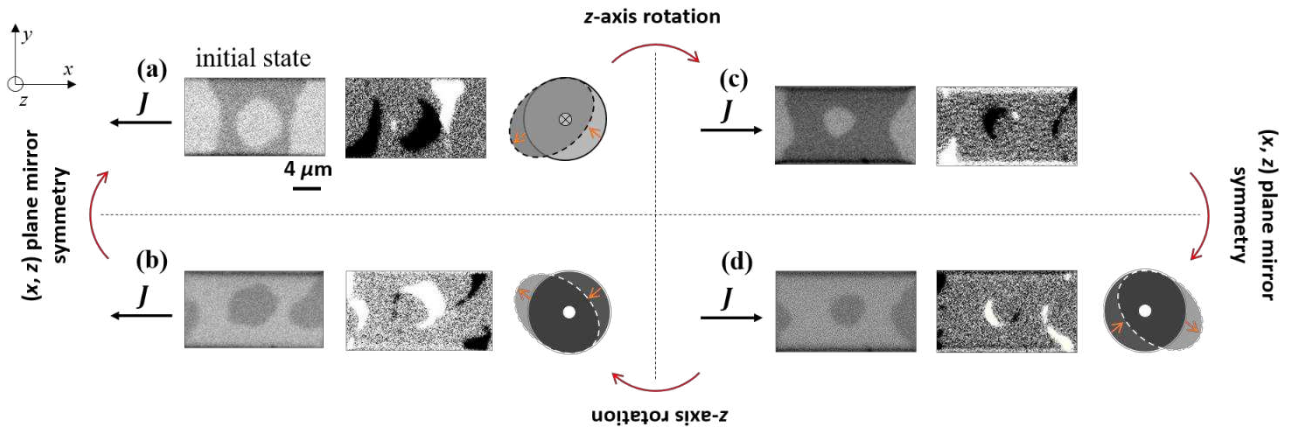 z-axis rotation
y
x
z
initial state
(a)
J
4 μm
(c)
J
(x, z) plane mirror
symmetry
(x, z) plane mirror
symmetry
(b)
J
(d)
J
z-axis rotation